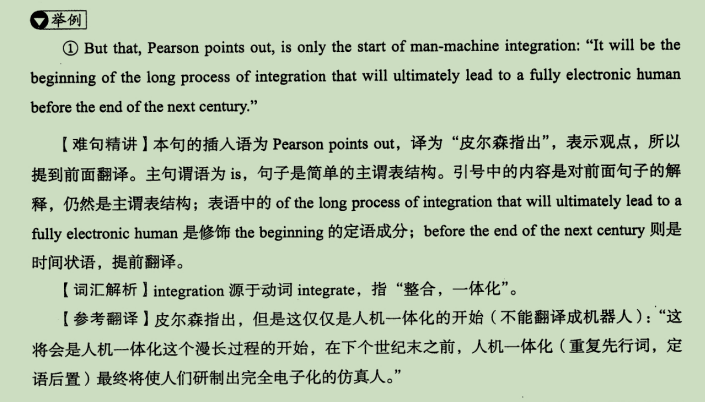 举例
① But that, Pearson points out, is only the start of man-machine integration: “It will be the
beginning of the long process of integration that will ultimately lead to a fully electronic human
before the end of the next century.”
【难句精讲】本句的插入语为 Pearson points out，译为“皮尔森指出”，表示观点，所以
提到前面翻译。主句谓语为 is，句子是简单的主谓表结构。引号中的内容是对前面句子的解
释，仍然是主谓表结构；表语中的 of the long process of integration that will ultimately lead to a
fully electronic human 是修饰 the beginning 的定语成分；before the end of the next century 则是
时间状语，提前翻译。
【词汇解析】integration 源于动词 integrate，指“整合，一体化”。
【参考翻译】皮尔森指出，但是这仅仅是人机一体化的开始（不能翻译成机器人）：“这
将会是人机一体化这个漫长过程的开始，在下个世纪末之前，人机一体化（重复先行词，定
语后置）最终将使人们研制出完全电子化的仿真人。”